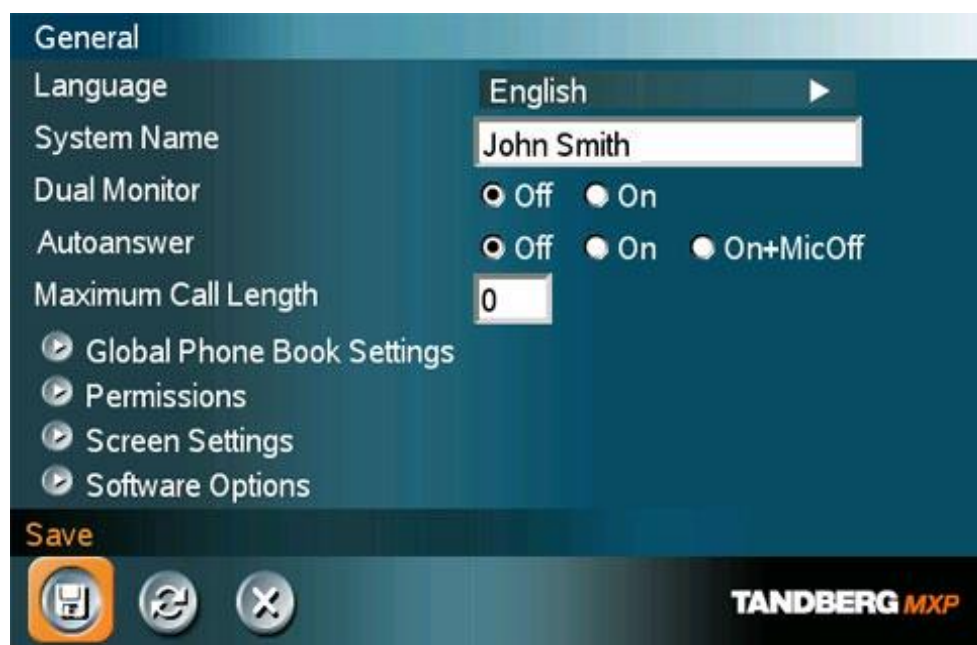 General
Language English
System Name John Smith
Dual Monitor Off On
Autoanswer Off On On+MicOff
Maximum Call Length 0
Global Phone Book Settings
Permissions
Screen Settings
Software Options
Save
TANDBERG MXP